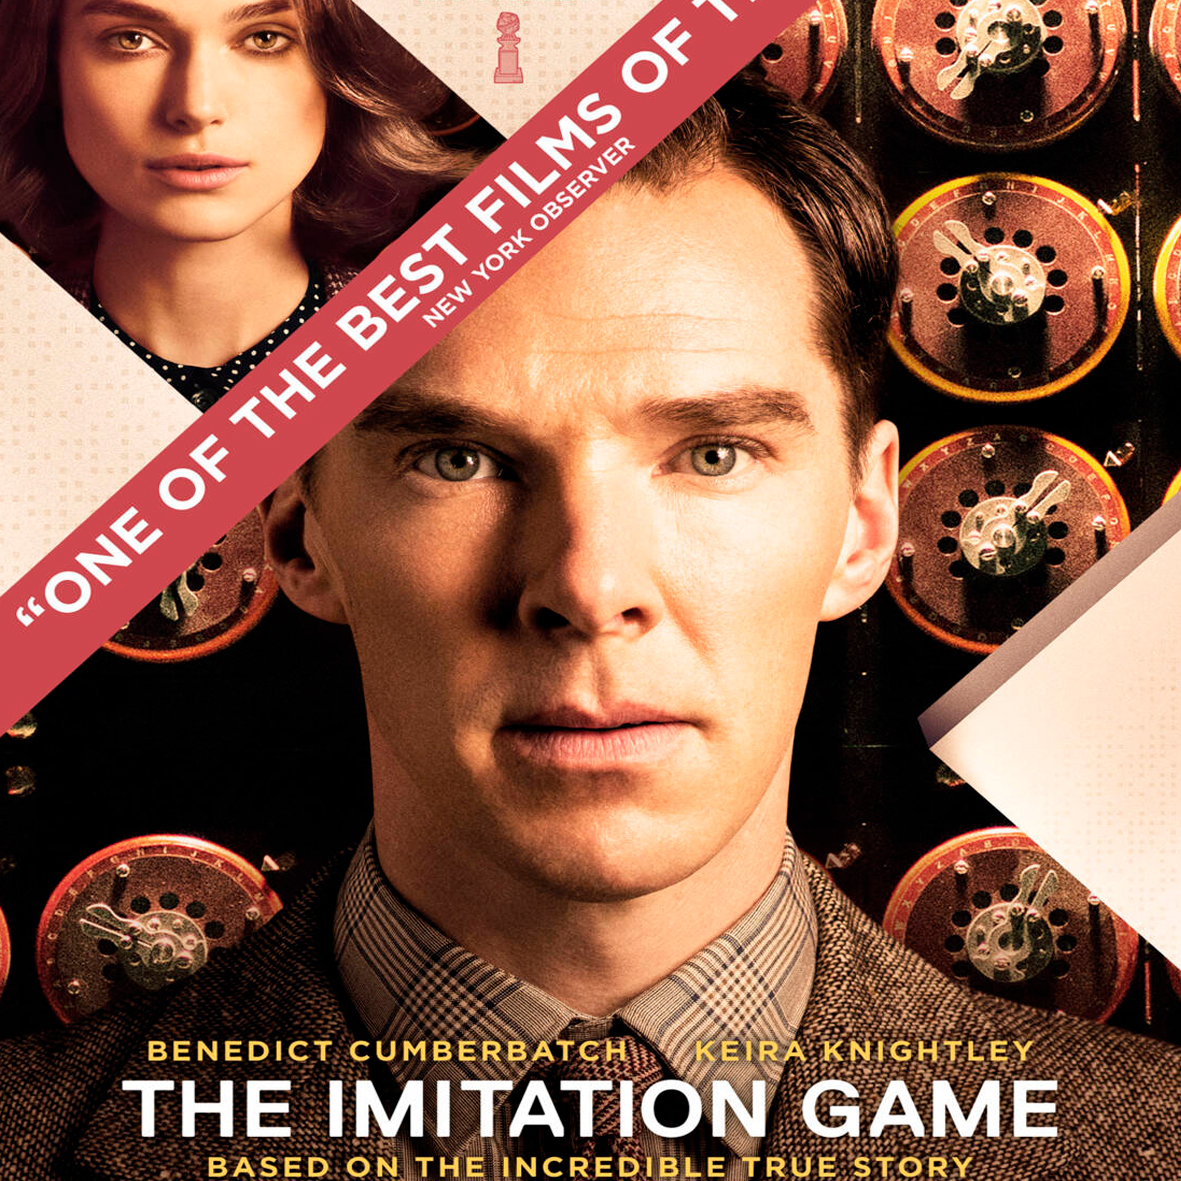 “ONE OF THE BEST FILMS OF
NEW YORK OBSERVER
BENEDICT CUMBERBATCH KEIRA KNIGHTLEY
THE IMITATION GAME
BASED ON THE INCREDIBLE TRUE STORY